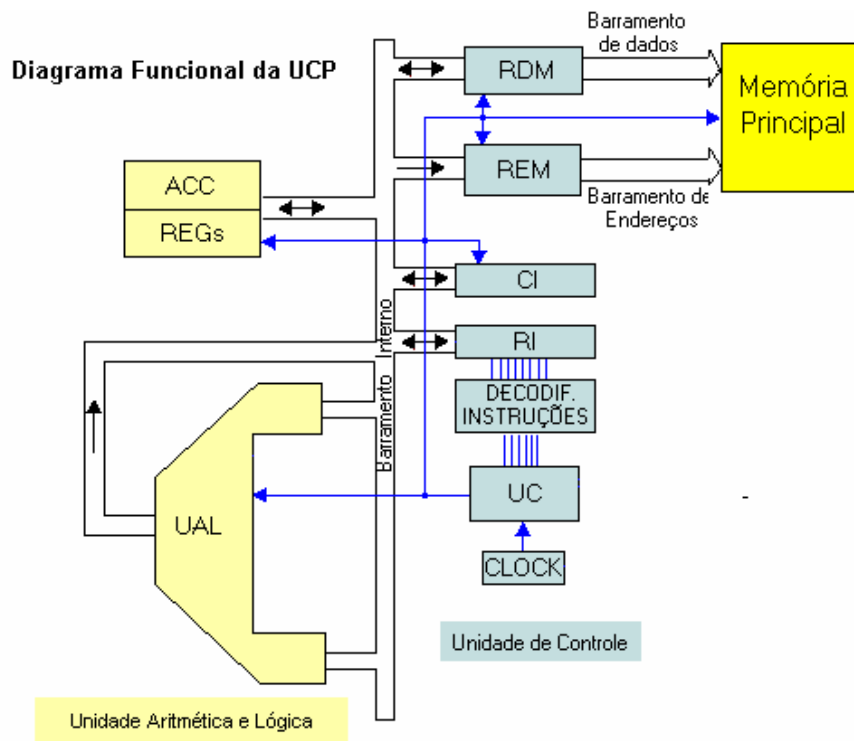 Diagrama Funcional da UCP
Barramento
de dados
RDM
Memória
Principal
REM
Barramento de
Endereços
ACC
REGs
CI
Barramento Interno
RI
DECODIF.
INSTRUÇÕES
UAL
UC
CLOCK
-
Unidade de Controle
Unidade Aritmética e Lógica